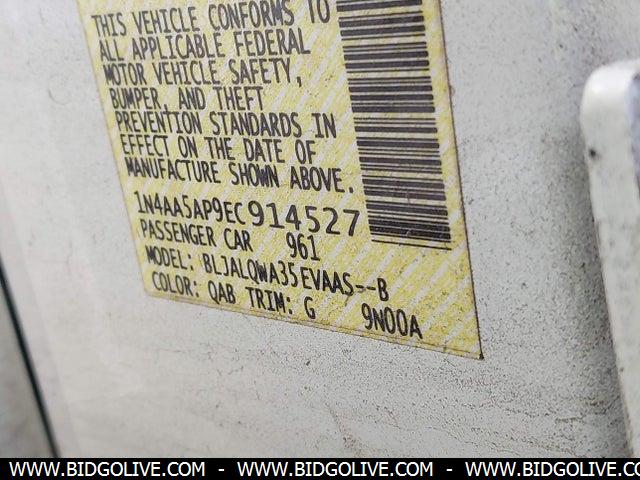 THIS VEHICLE CONFORMS TO
ALL APPLICABLE FEDERAL
MOTOR VEHICLE SAFETY,
BUMPER, AND THEFT
PREVENTION STANDARDS IN
EFFECT ON THE DATE OF
MANUFACTURE SHOWN ABOVE.
1N4AA5AP9EC914527
PASSENGER CAR 961
MODEL: BLJALQWA35EVAAS--B
COLOR: QAB TRIM: G 9N00A
WWW.BIDGOLIVE.COM - WWW.BIDGOLIVE.COM - WWW.BIDGOLIVE.COM